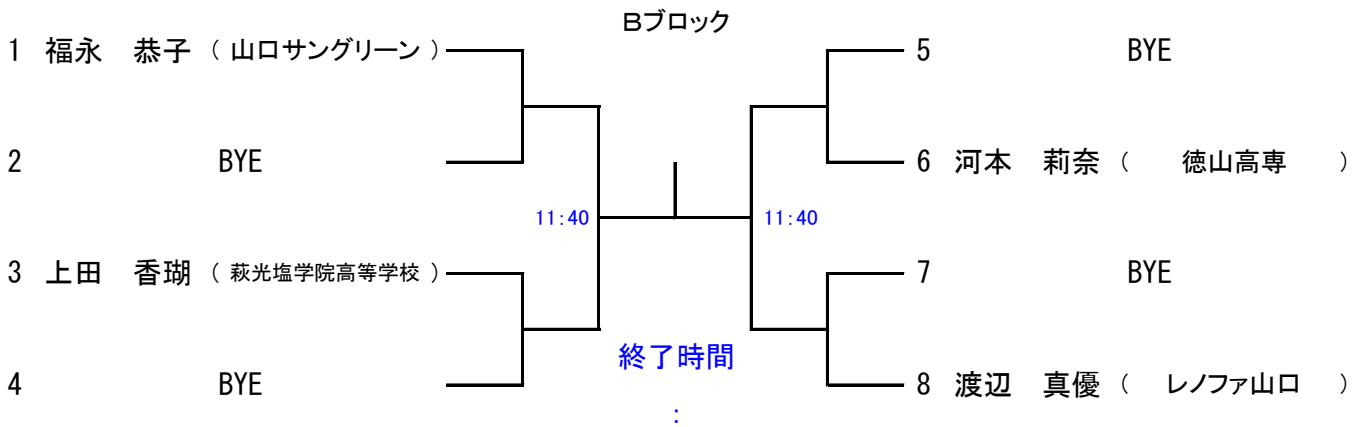 Bブロック
1 福永 恭子 ( 山口サングリーン )
5 BYE
2 BYE
6 河本 莉奈 ( 徳山高専 )
11:40
11:40
3 上田 香瑚 ( 萩光塩学院高等学校 )
7 BYE
終了時間
4 BYE
8 渡辺 真優 ( レノファ山口 )
: